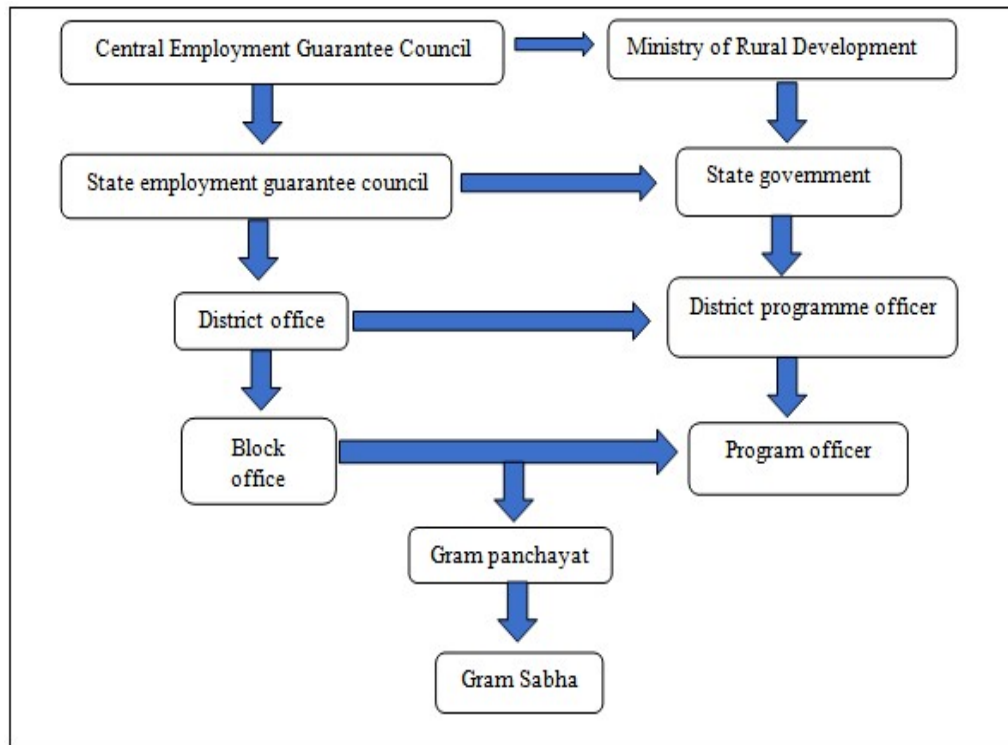 Central Employment Guarantee Council
Ministry of Rural Development
State employment guarantee council
State government
District office
District programme officer
Block
office
Program officer
Gram panchayat
Gram Sabha